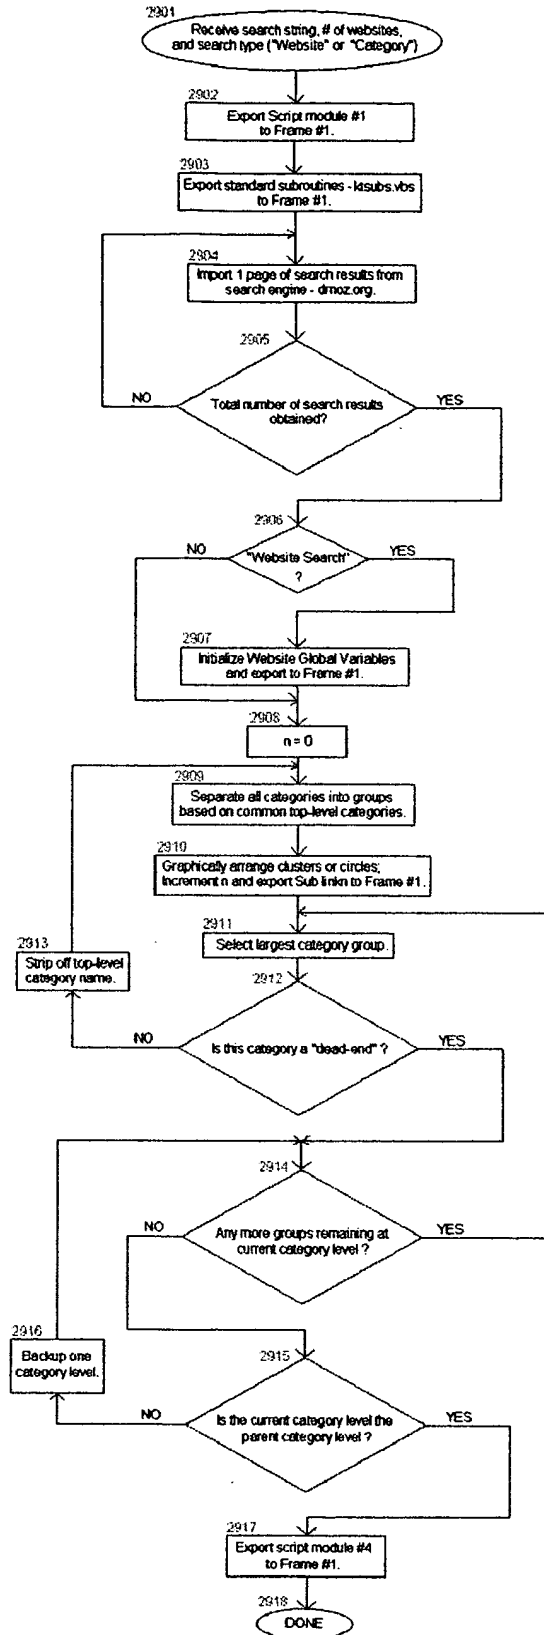 2901
Receive search string, # of websites,
and search type ("Website" or "Category")
2902
Export Script module #1
to Frame #1.
2903
Export standard subroutines - ktsubs.vbs
to Frame #1.
2904
Import 1 page of search results from
search engine - dmoz.org.
2905
Total number of search results
obtained?
NO
YES
2906
"Website Search"
?
NO
YES
2907
Initialize Website Global Variables
and export to Frame #1.
2908
n = 0
2909
Separate all categories into groups
based on common top-level categories.
2910
Graphically arrange clusters or circles;
Increment n and export Sub linkn to Frame #1.
2911
Select largest category group.
2913
Strip off top-level
category name.
2912
Is this category a "dead-end" ?
NO
YES
2914
Any more groups remaining at
current category level ?
NO
YES
2916
Backup one
category level.
2915
Is the current category level the
parent category level ?
NO
YES
2917
Export script module #4
to Frame #1.
2918
DONE